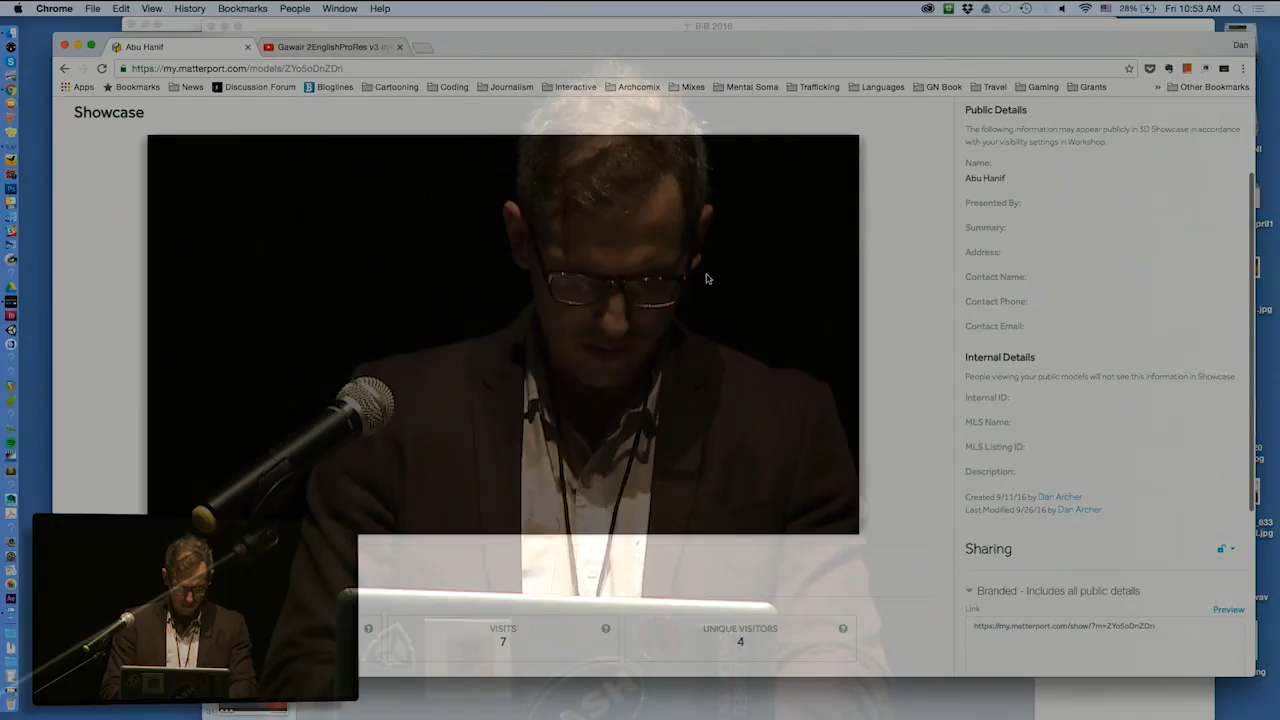 Chrome File Edit View History Bookmarks People Window Help
28% Fri 10:53 AM
BiB 2016
Abu Hanif
Gawair 2EnglishProRes v3
Dan
https://my.matterport.com/models/ZYo5oDnZDri
Apps Bookmarks News Discussion Forum Bloglines Cartooning Coding Journalism Interactive Archcomix Mixes Mental Soma Trafficking Languages GN Book Travel Gaming Grants » Other Bookmarks
Showcase
Public Details
The following information may appear publicly in 3D Showcase in accordance
with your visibility settings in Workshop.
Name:
Abu Hanif
Presented By:
Summary:
Address:
Contact Name:
Contact Phone:
Contact Email:
Internal Details
People viewing your public models will not see this information in Showcase
Internal ID:
MLS Name:
MLS Listing ID:
Description:
Created 9/11/16 by Dan Archer
Last Modified 9/26/16 by Dan Archer
Sharing
Branded - Includes all public details
Link
Preview
https://my.matterport.com/show/?m=ZYo5oDnZDri
VISITS
7
UNIQUE VISITORS
4